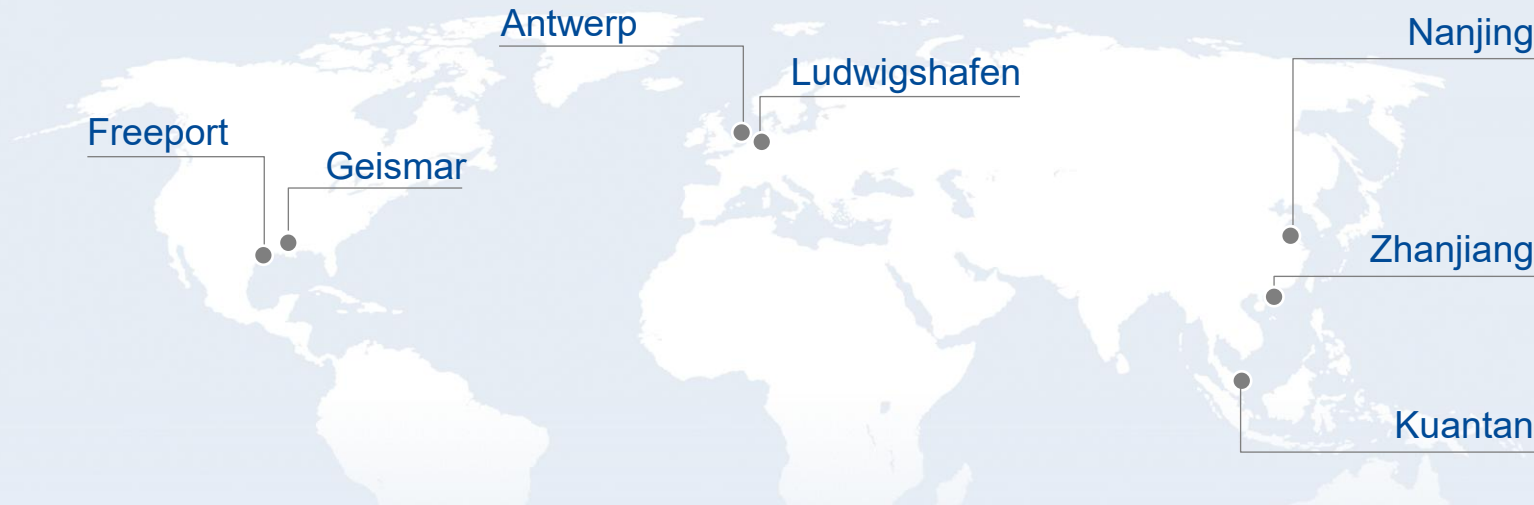 Antwerp
Nanjing
Ludwigshafen
Freeport
Geismar
Zhanjiang
Kuantan